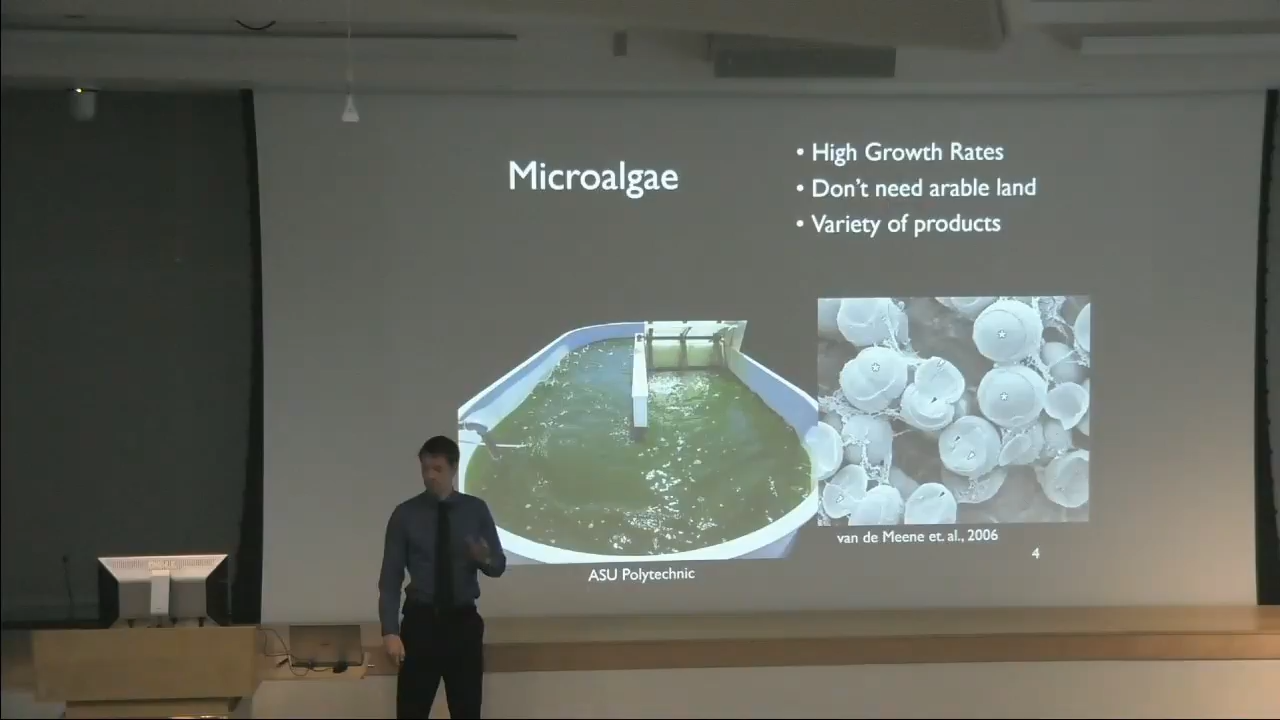 Microalgae
• High Growth Rates
• Don't need arable land
• Variety of products
van de Meene et. al., 2006
4
ASU Polytechnic